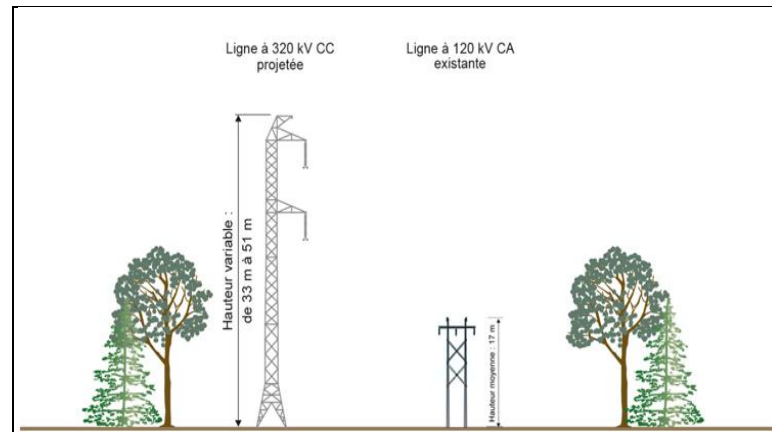 Ligne à 320 kV CC
projetée
Ligne à 120 kV CA
existante
Hauteur variable :
de 33 m à 51 m
Hauteur moyenne : 17 m